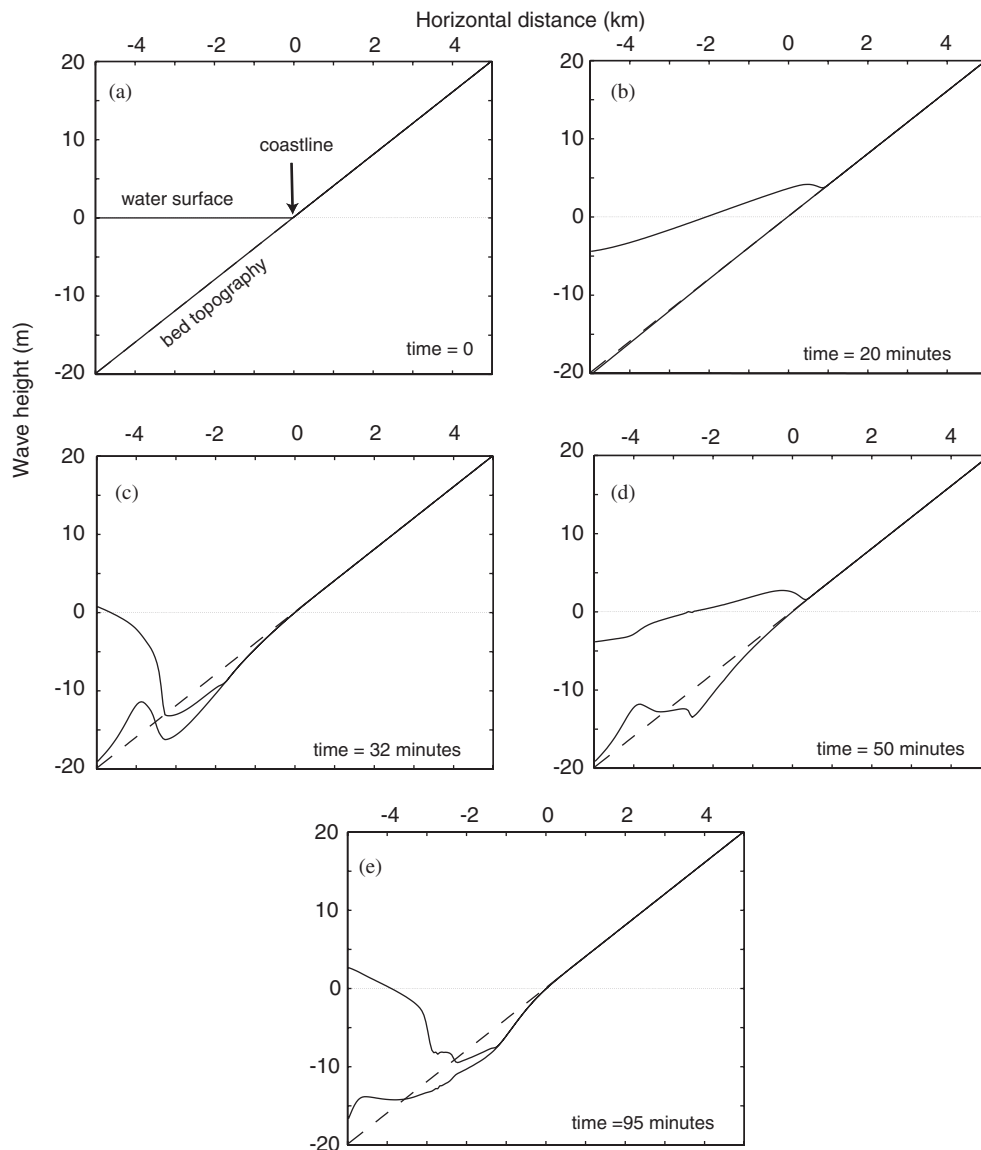 Horizontal distance (km)
-4 -2 0 2 4
-4 -2 0 2 4
20
10
0
-10
-20
(a)
coastline
water surface
bed topography
time = 0
20
10
0
-10
-20
(b)
time = 20 minutes
Wave height (m)
-4 -2 0 2 4
-4 -2 0 2 4
20
10
0
-10
-20
(c)
time = 32 minutes
20
10
0
-10
-20
(d)
time = 50 minutes
-4 -2 0 2 4
20
10
0
-10
-20
(e)
time =95 minutes